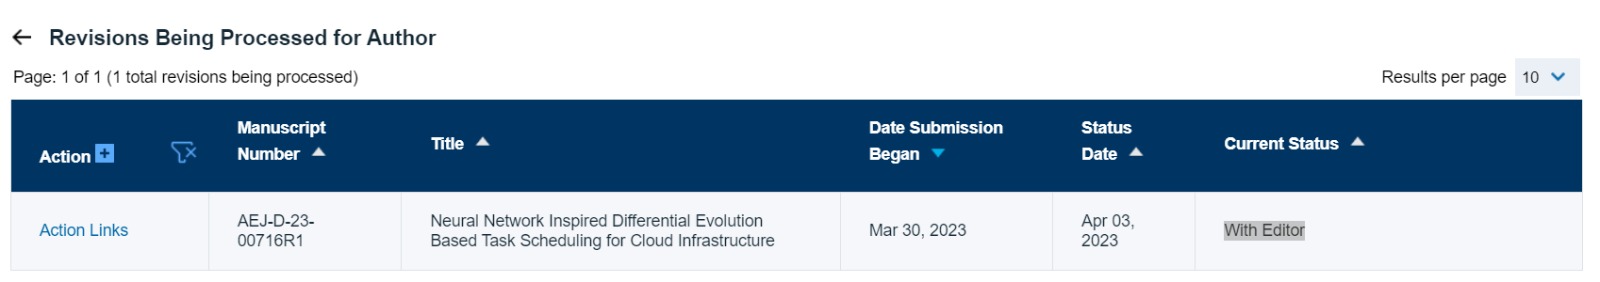 Revisions Being Processed for Author
Page: 1 of 1 (1 total revisions being processed)
Results per page 10
Action
Manuscript
Number
Title
Date Submission
Began
Status
Date
Current Status
Action Links
AEJ-D-23-
00716R1
Neural Network Inspired Differential Evolution
Based Task Scheduling for Cloud Infrastructure
Mar 30, 2023
Apr 03,
2023
With Editor